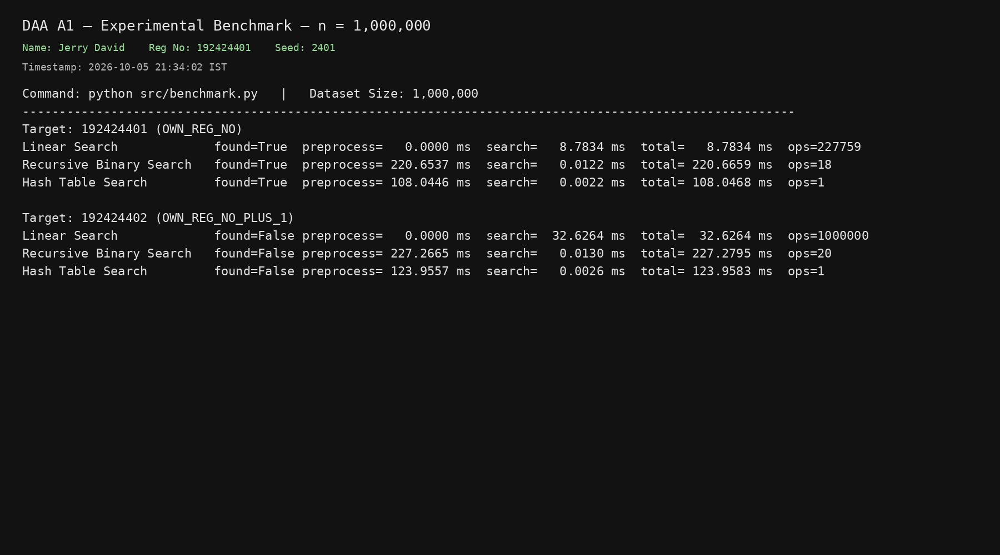 DAA A1 — Experimental Benchmark — n = 1,000,000
Name: Jerry David    Reg No: 192424401    Seed: 2401
Timestamp: 2026-10-05 21:34:02 IST
Command: python src/benchmark.py   |   Dataset Size: 1,000,000
---------------------------------------------------------------------------------------------------------
Target: 192424401 (OWN_REG_NO)
Linear Search             found=True  preprocess=   0.0000 ms  search=   8.7834 ms  total=   8.7834 ms  ops=227759
Recursive Binary Search   found=True  preprocess= 220.6537 ms  search=   0.0122 ms  total= 220.6659 ms  ops=18
Hash Table Search         found=True  preprocess= 108.0446 ms  search=   0.0022 ms  total= 108.0468 ms  ops=1
Target: 192424402 (OWN_REG_NO_PLUS_1)
Linear Search             found=False preprocess=   0.0000 ms  search=  32.6264 ms  total=  32.6264 ms  ops=1000000
Recursive Binary Search   found=False preprocess= 227.2665 ms  search=   0.0130 ms  total= 227.2795 ms  ops=20
Hash Table Search         found=False preprocess= 123.9557 ms  search=   0.0026 ms  total= 123.9583 ms  ops=1